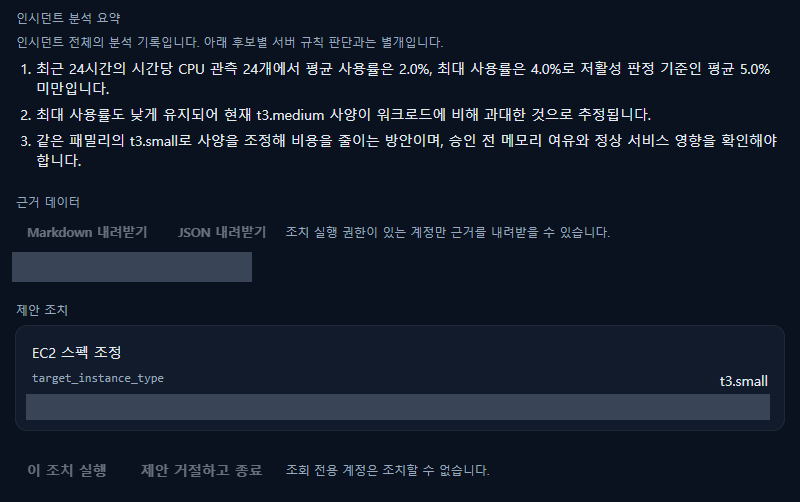 인시던트 분석 요약
인시던트 전체의 분석 기록입니다. 아래 후보별 서버 규칙 판단과는 별개입니다.
1. 최근 24시간의 시간당 CPU 관측 24개에서 평균 사용률은 2.0%, 최대 사용률은 4.0%로 저활성 판정 기준인 평균 5.0%
미만입니다.
2. 최대 사용률도 낮게 유지되어 현재 t3.medium 사양이 워크로드에 비해 과대한 것으로 추정됩니다.
3. 같은 패밀리의 t3.small로 사양을 조정해 비용을 줄이는 방안이며, 승인 전 메모리 여유와 정상 서비스 영향을 확인해야
합니다.
근거 데이터
Markdown 내려받기 JSON 내려받기 조치 실행 권한이 있는 계정만 근거를 내려받을 수 있습니다.
제안 조치
EC2 스펙 조정
target_instance_type t3.small
이 조치 실행 제안 거절하고 종료 조회 전용 계정은 조치할 수 없습니다.